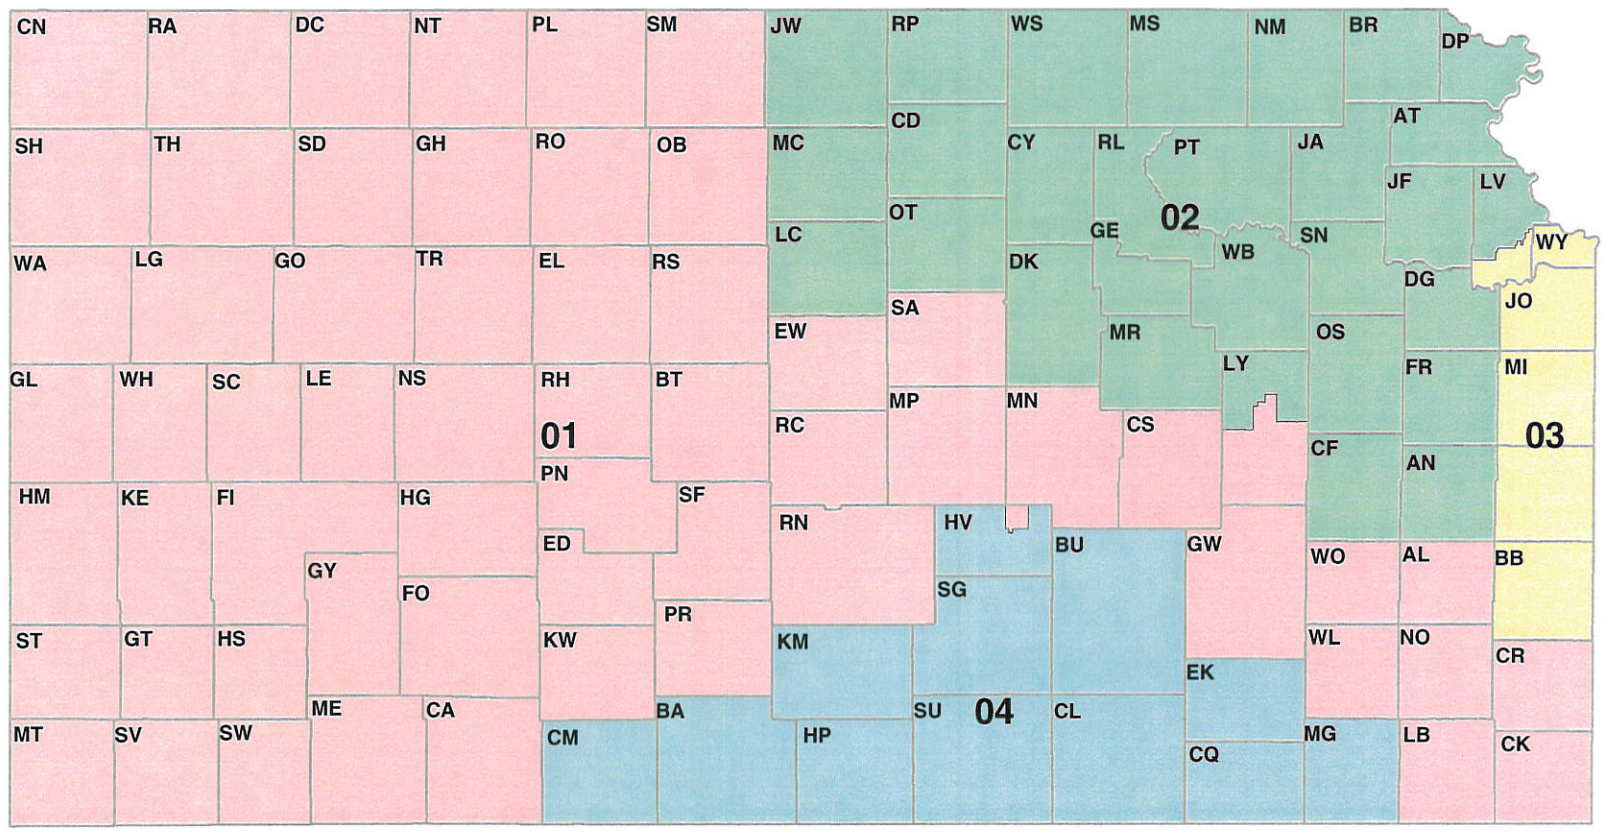 CN RA DC NT PL SM JW RP WS MS NM BR DP
CD AT
SH TH SD GH RO OB MC CY RL PT JA
JF LV
OT 02
LC GE SN WY
WA LG GO TR EL RS DK WB
DG
SA JO
EW MR OS
LY
GL WH SC LE NS RH BT FR MI
MP MN
RC CS
01 03
CF
PN AN
HM KE FI HG SF
RN HV
ED BU GW
GY WO AL BB
FO SG
PR
ST GT HS KW KM WL NO
CR
EK
ME CA BA SU 04 CL
MT SV SW CM HP MG LB
CK
CQ